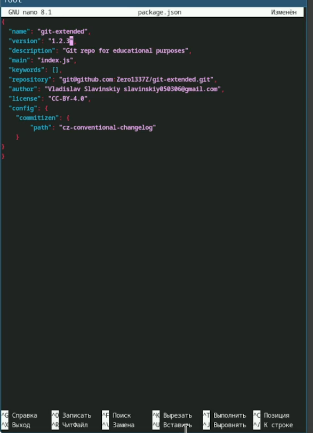 GNU nano 8.1 package.json Изменён
{
"name": "git-extended",
"version": "1.2.3",
"description": "Git repo for educational purposes",
"main": "index.js",
"keywords": [],
"repository": "git@github.com Zero1337Z/git-extended.git",
"author": "Vladislav Slavinskiy slavinskiy050306@gmail.com",
"license": "CC-BY-4.0",
"config": {
"commitizen": {
"path": "cz-conventional-changelog"
}
}
}
^G Справка ^O Записать ^F Поиск ^K Вырезать ^T Выполнить ^C Позиция
^X Выход ^R ЧитФайл ^\ Замена ^U Вставить ^J Выровнять ^/ К строке